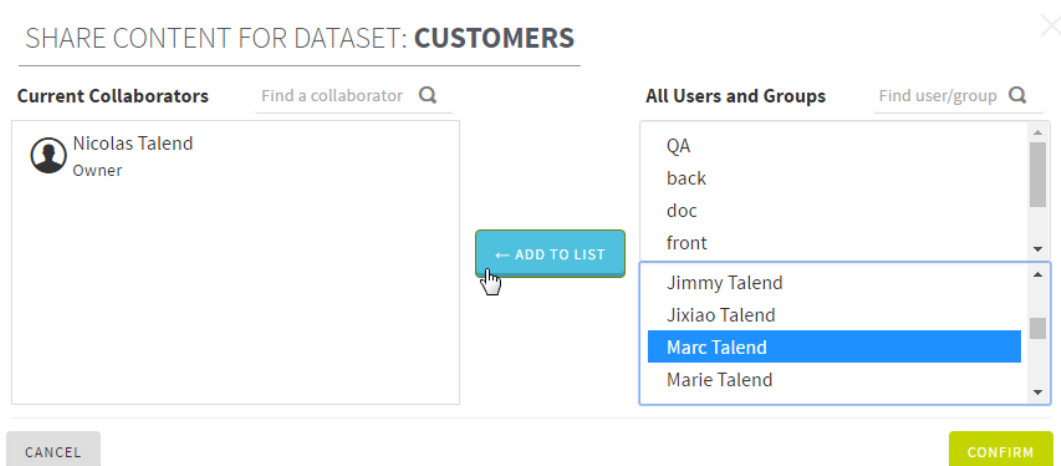 SHARE CONTENT FOR DATASET: CUSTOMERS
Current Collaborators
Find a collaborator
All Users and Groups
Find user/group
Nicolas Talend
Owner
← ADD TO LIST
QA
back
doc
front
Jimmy Talend
Jixiao Talend
Marc Talend
Marie Talend
CANCEL
CONFIRM